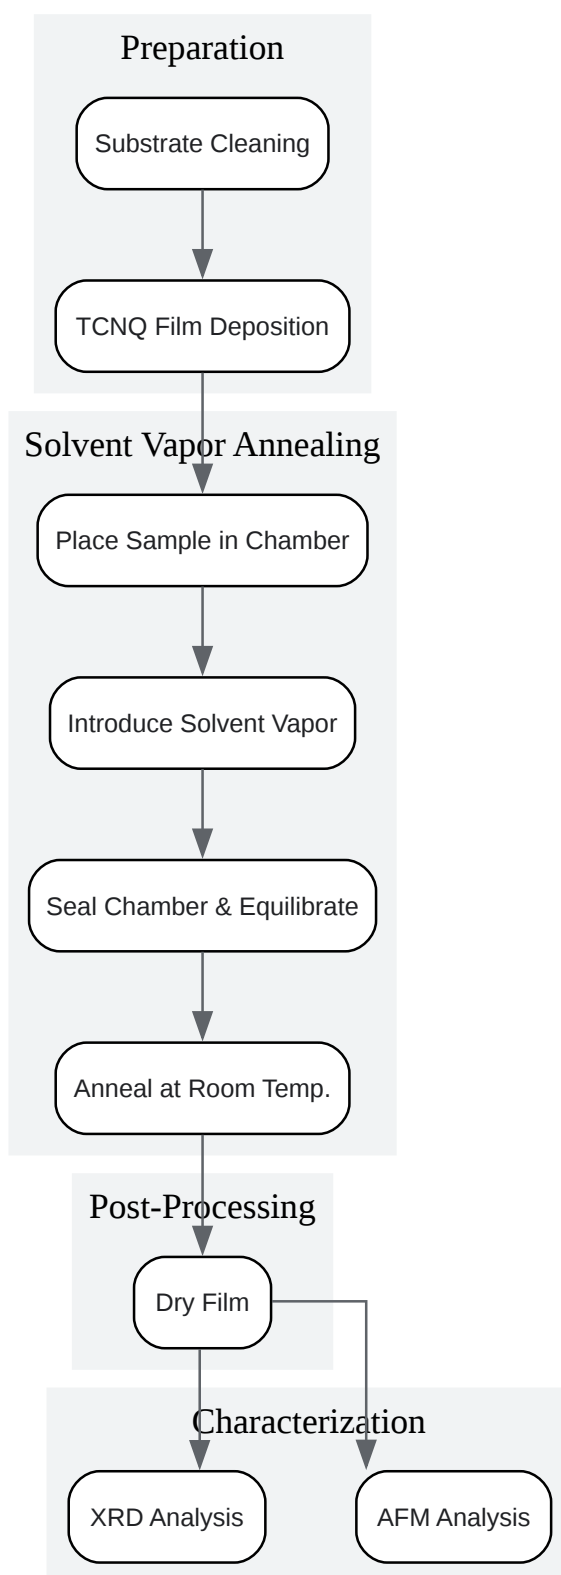 Preparation
Substrate Cleaning
TCNQ Film Deposition
Solvent Vapor Annealing
Place Sample in Chamber
Introduce Solvent Vapor
Seal Chamber & Equilibrate
Anneal at Room Temp.
Post-Processing
Dry Film
Characterization
XRD Analysis
AFM Analysis